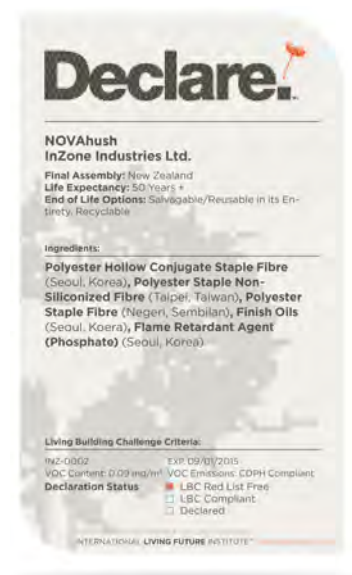 Declare.
NOVAhush
InZone Industries Ltd.
Final Assembly: New Zealand
Life Expectancy: 50 Years +
End of Life Options: Salvagable/Reusable in its En-
tirety, Recyclable
Ingredients:
Polyester Hollow Conjugate Staple Fibre
(Seoul, Korea), Polyester Staple Non-
Siliconized Fibre (Taipei, Taiwan), Polyester
Staple Fibre (Negeri, Sembilan), Finish Oils
(Seoul, Koera), Flame Retardant Agent
(Phosphate) (Seoul, Korea)
Living Building Challenge Criteria:
INZ-0002 EXP. 09/01/2015
VOC Content: 0.09 mg/m³ VOC Emissions: CDPH Compliant
Declaration Status LBC Red List Free
LBC Compliant
Declared
INTERNATIONAL LIVING FUTURE INSTITUTE™